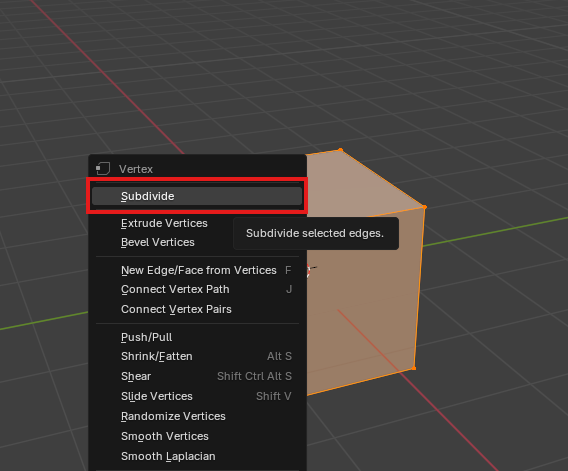 Vertex
Subdivide
Extrude Vertices
Subdivide selected edges.
Bevel Vertices
New Edge/Face from Vertices F
Connect Vertex Path J
Connect Vertex Pairs
Push/Pull
Shrink/Fatten Alt S
Shear Shift Ctrl Alt S
Slide Vertices Shift V
Randomize Vertices
Smooth Vertices
Smooth Laplacian